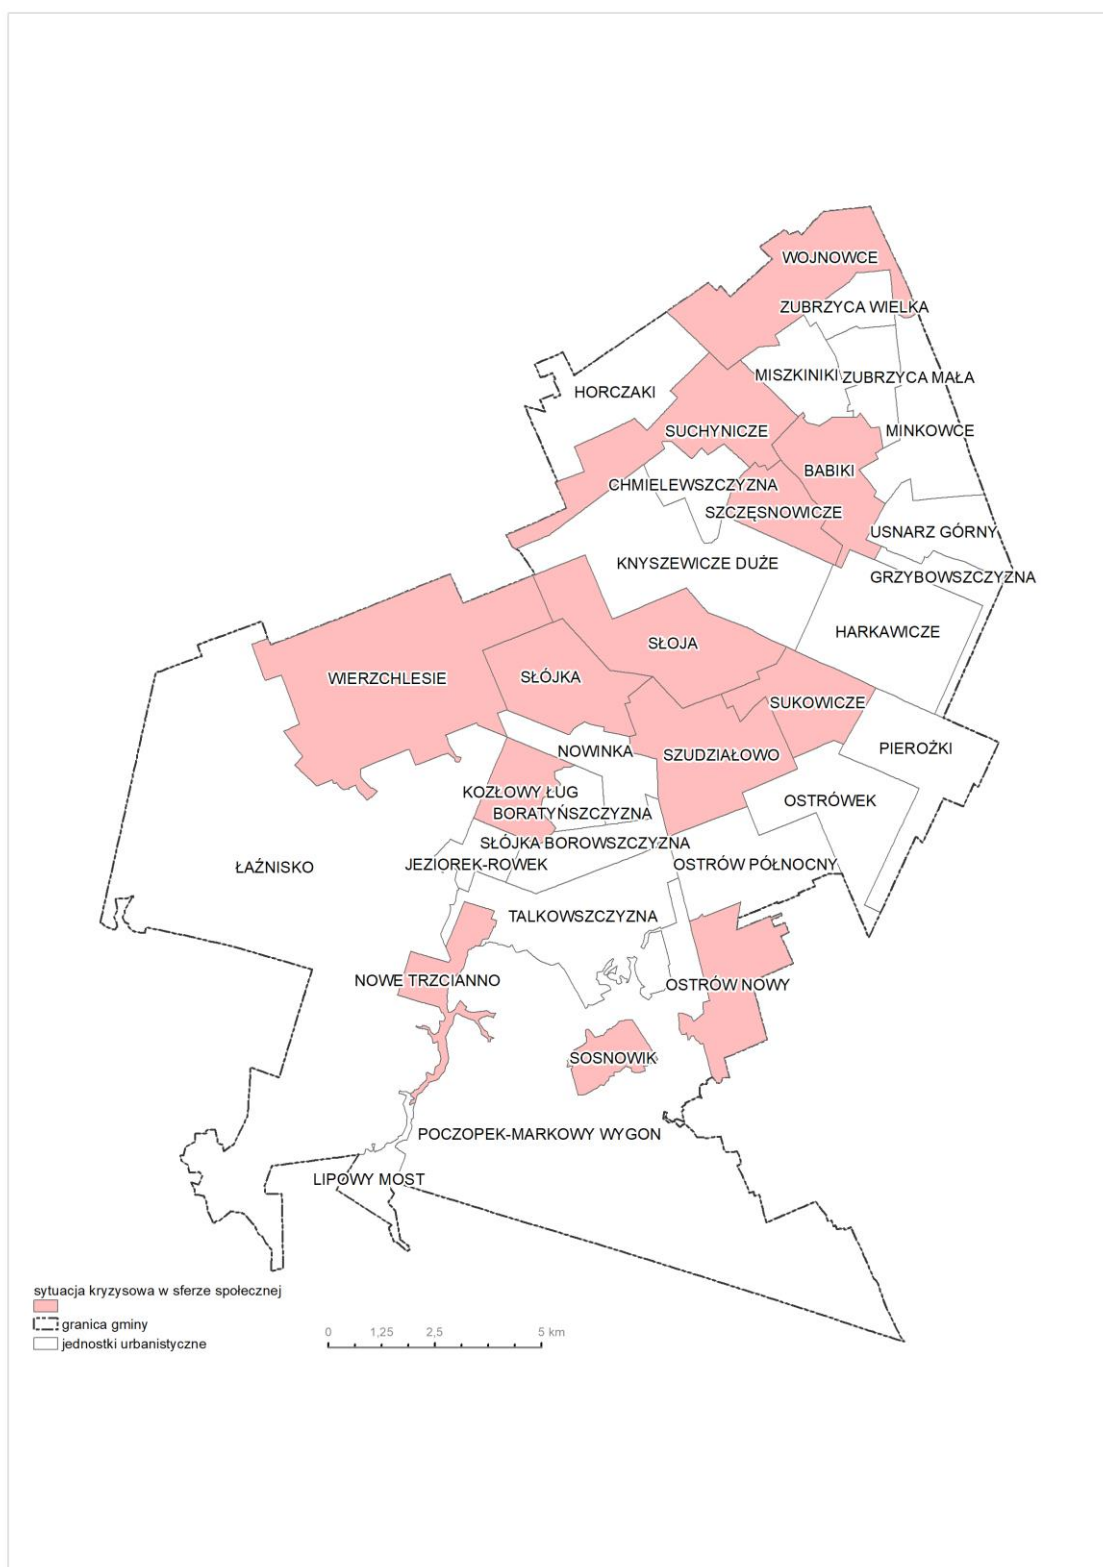 WOJNOWCE
ZUBRZYCA WIELKA
MISZKINIKI
ZUBRZYCA MAŁA
HORCZAKI
SUCHYNICZE
MINKOWCE
BABIKI
CHMIELEWSZCZYZNA
SZCZĘSNOWICZE
USNARZ GÓRNY
KNYSZEWICZE DUŻE
GRZYBOWSZCZYZNA
HARKAWICZE
SŁOJA
WIERZCHLESIE
SŁÓJKA
SUKOWICZE
NOWINKA
SZUDZIAŁOWO
PIEROŻKI
KOZŁOWY ŁUG
OSTRÓWEK
BORATYŃSZCZYZNA
SŁÓJKA BOROWSZCZYZNA
ŁAŹNISKO
JEZIOREK-ROWEK
OSTRÓW PÓŁNOCNY
TALKOWSZCZYZNA
NOWE TRZCIANNO
OSTRÓW NOWY
SOSNOWIK
POCZOPEK-MARKOWY WYGON
LIPOWY MOST
sytuacja kryzysowa w sferze społecznej
granica gminy
jednostki urbanistyczne
0 1,25 2,5 5 km